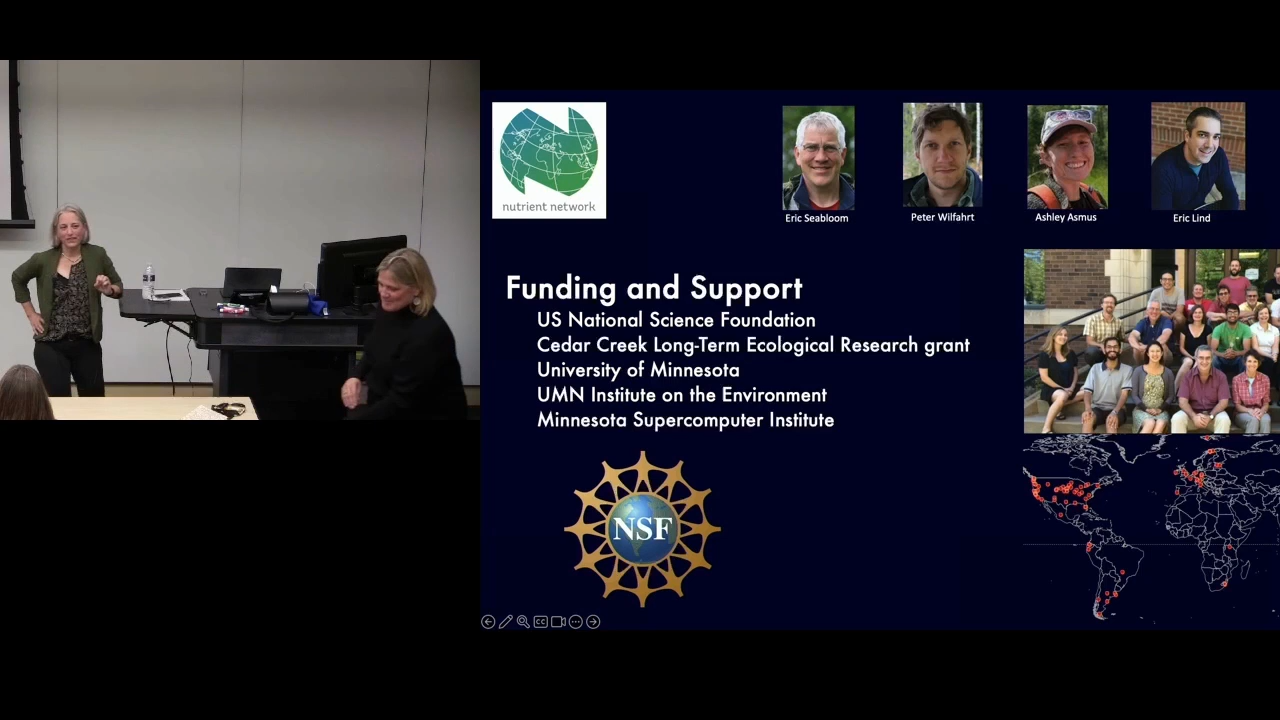 nutrient network
Eric Seabloom
Peter Wilfahrt
Ashley Asmus
Eric Lind
Funding and Support
US National Science Foundation
Cedar Creek Long-Term Ecological Research grant
University of Minnesota
UMN Institute on the Environment
Minnesota Supercomputer Institute
NSF
CC